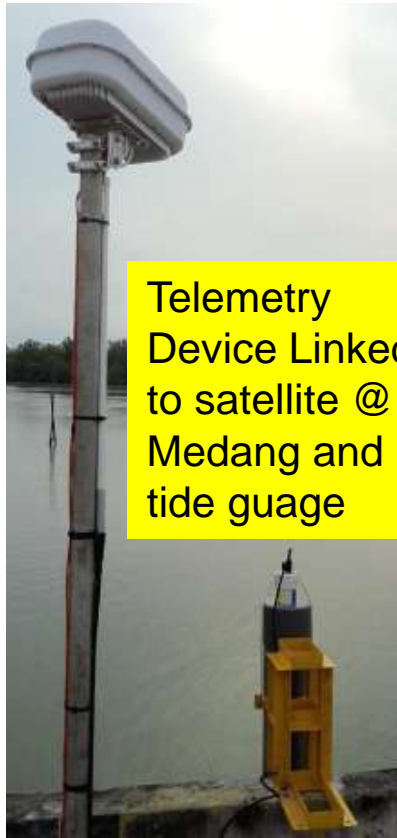 Telemetry
Device Linked
to satellite @
Medang and
tide guage